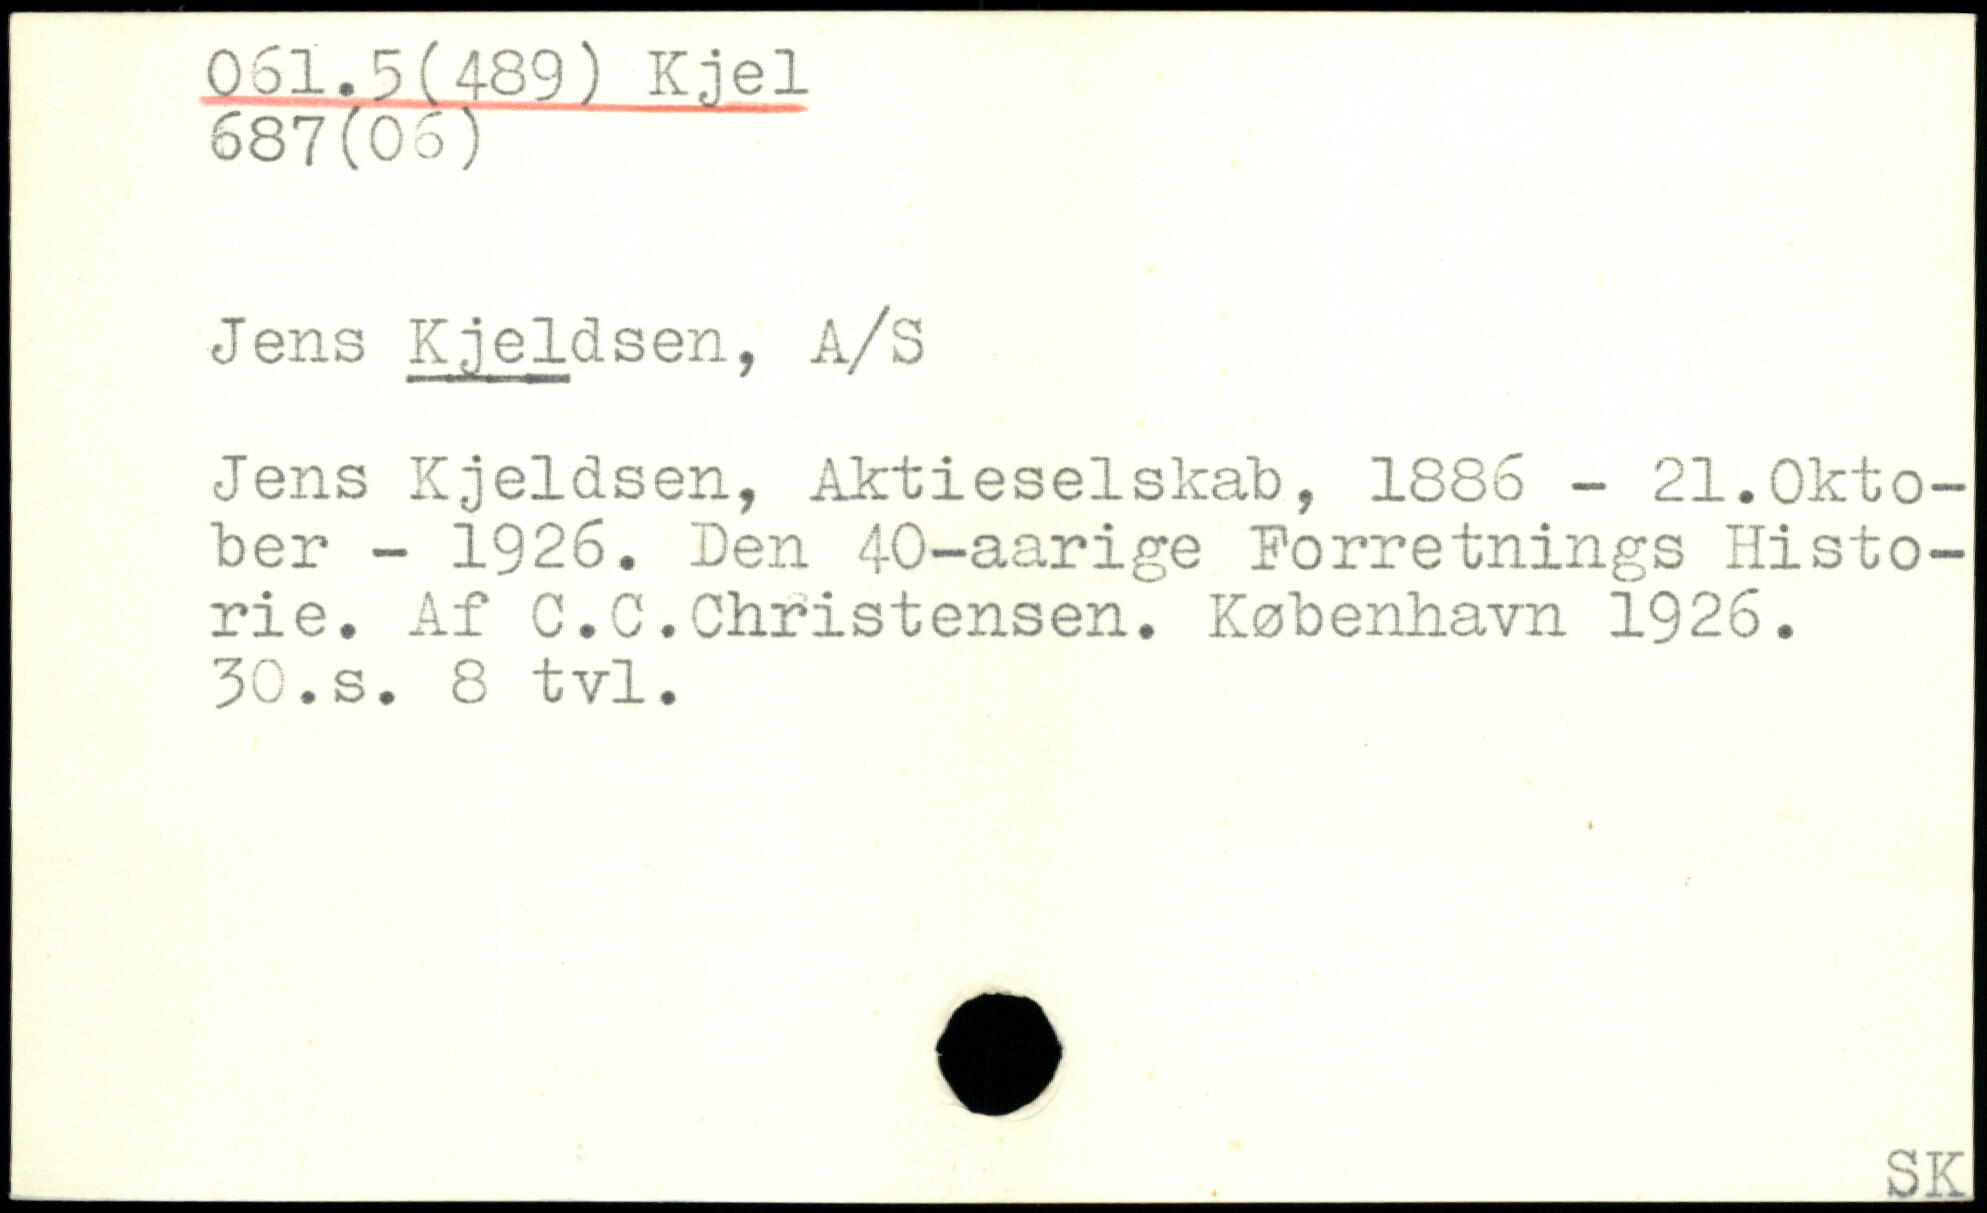 061.5(489) Kjel
687(06)
Jens Kjeldsen, A/S
Jens Kjeldsen, Aktieselskab, 1886 - 21.Okto-
ber - 1926. Den 40-aarige Forretnings Histo-
rie. Af C.C.Christensen. København 1926.
30.s. 8 tvl.
SK